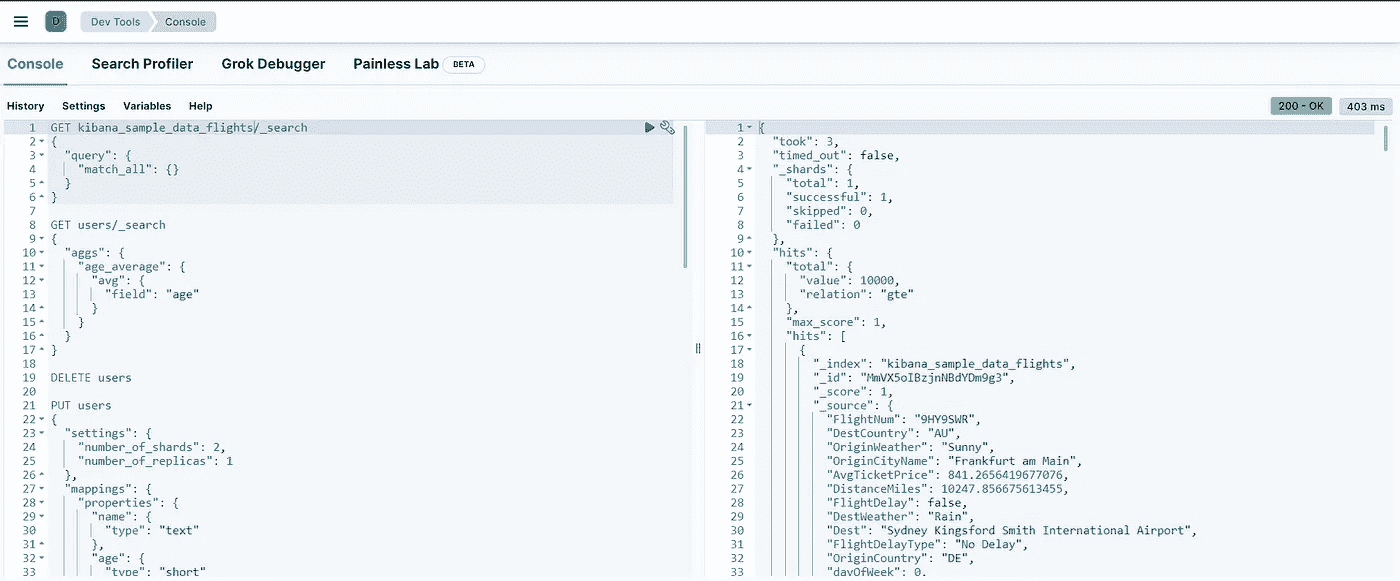 D Dev Tools Console
Console Search Profiler Grok Debugger Painless Lab BETA
History Settings Variables Help 200 - OK 403 ms
1 GET kibana_sample_data_flights/_search
2 {
3 "query": {
4 "match_all": {}
5 }
6 }
7
8 GET users/_search
9 {
10 "aggs": {
11 "age_average": {
12 "avg": {
13 "field": "age"
14 }
15 }
16 }
17 }
18
19 DELETE users
20
21 PUT users
22 {
23 "settings": {
24 "number_of_shards": 2,
25 "number_of_replicas": 1
26 },
27 "mappings": {
28 "properties": {
29 "name": {
30 "type": "text"
31 },
32 "age": {
33 "type": "short"
1 {
2 "took": 3,
3 "timed_out": false,
4 "_shards": {
5 "total": 1,
6 "successful": 1,
7 "skipped": 0,
8 "failed": 0
9 },
10 "hits": {
11 "total": {
12 "value": 10000,
13 "relation": "gte"
14 },
15 "max_score": 1,
16 "hits": [
17 {
18 "_index": "kibana_sample_data_flights",
19 "_id": "MmVX5oIBzjnNBdYDm9g3",
20 "_score": 1,
21 "_source": {
22 "FlightNum": "9HY9SWR",
23 "DestCountry": "AU",
24 "OriginWeather": "Sunny",
25 "OriginCityName": "Frankfurt am Main",
26 "AvgTicketPrice": 841.2656419677076,
27 "DistanceMiles": 10247.856675613455,
28 "FlightDelay": false,
29 "DestWeather": "Rain",
30 "Dest": "Sydney Kingsford Smith International Airport",
31 "FlightDelayType": "No Delay",
32 "OriginCountry": "DE",
33 "dayOfWeek": 0,